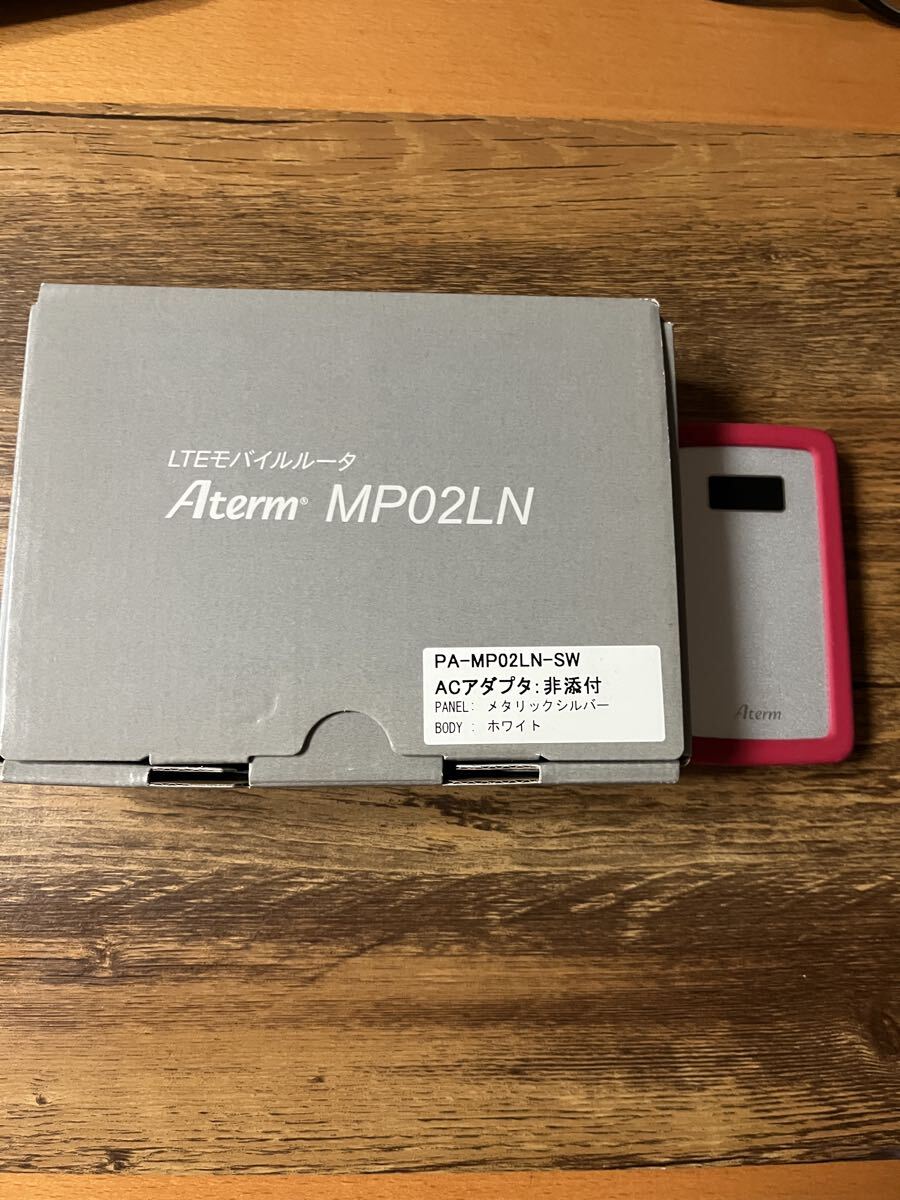 LTEモバイルルータ
Aterm® MP02LN
PA-MP02LN-SW
ACアダプタ:非添付
PANEL: メタリックシルバー
BODY : ホワイト
Aterm